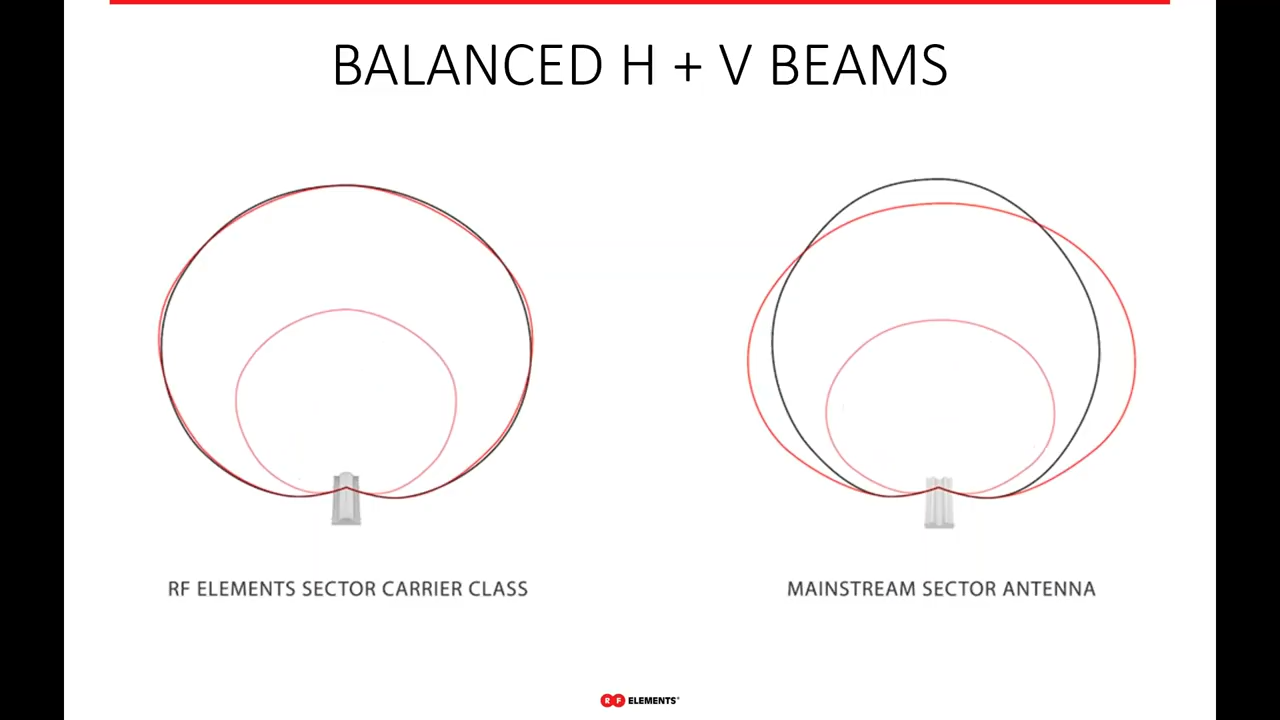 BALANCED H + V BEAMS
RF ELEMENTS SECTOR CARRIER CLASS
MAINSTREAM SECTOR ANTENNA
RF ELEMENTS®